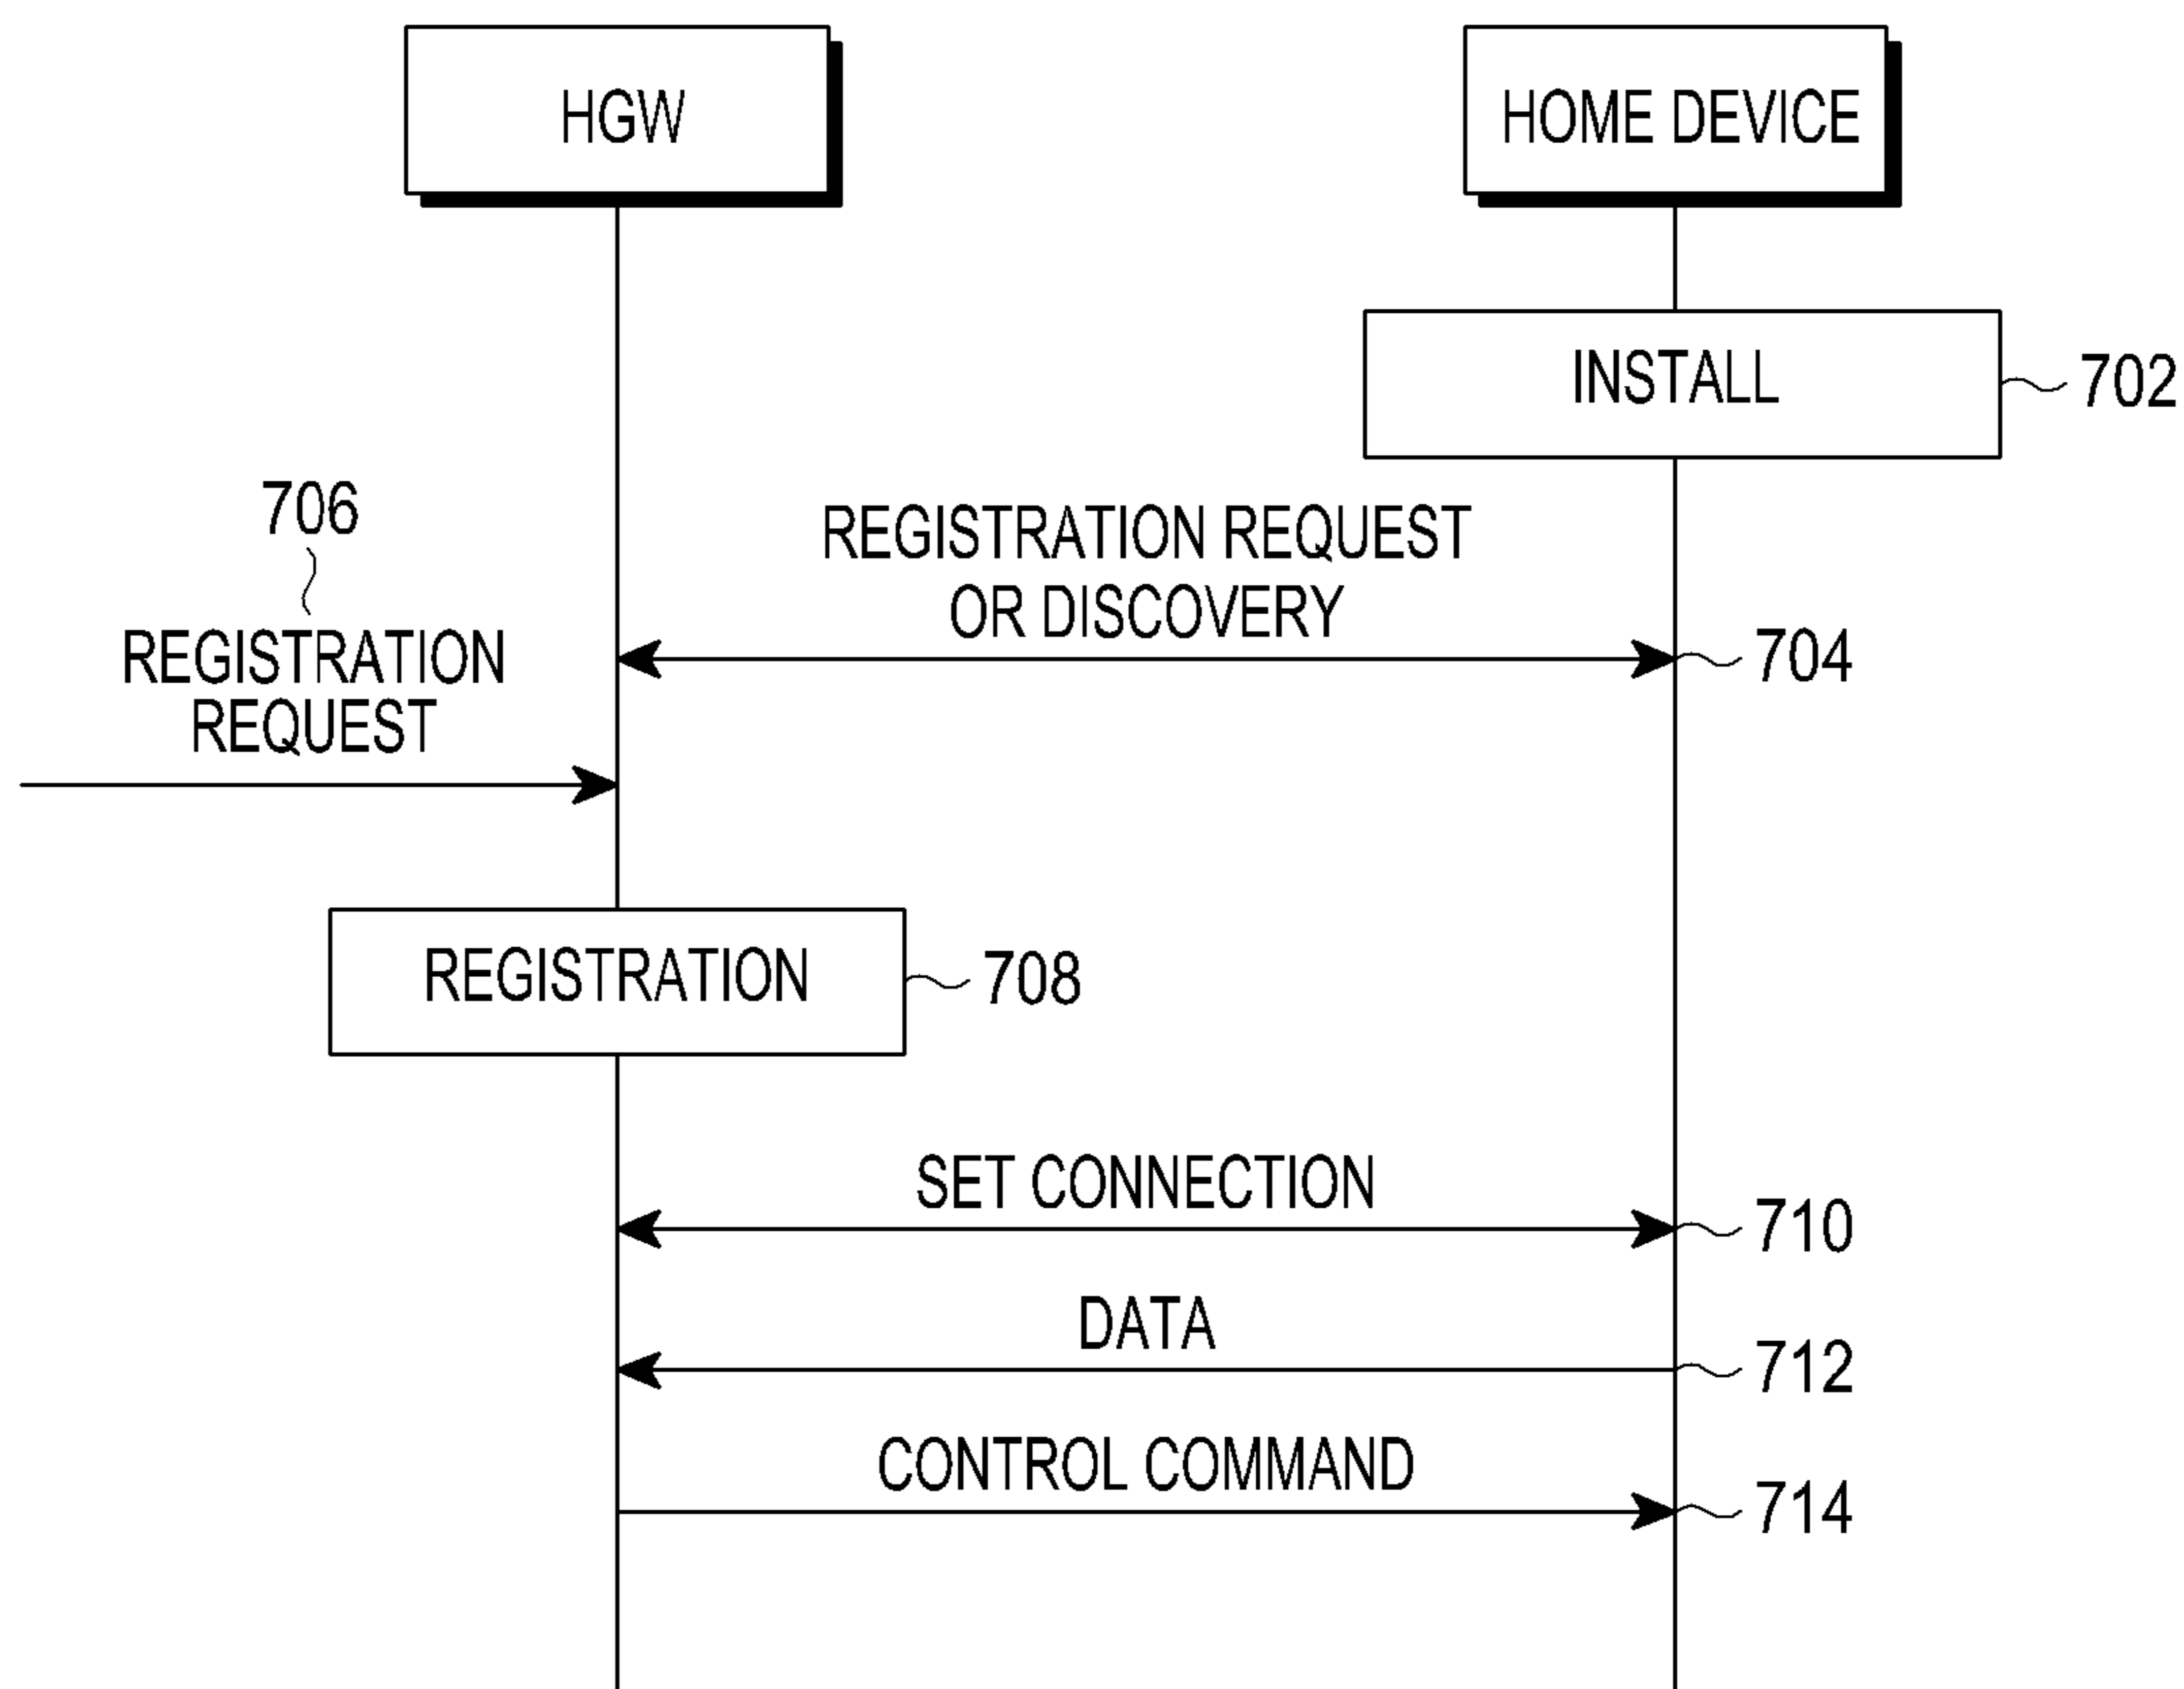 HGW
HOME DEVICE
INSTALL
702
REGISTRATION REQUEST
OR DISCOVERY
704
706
REGISTRATION
REQUEST
REGISTRATION
708
SET CONNECTION
710
DATA
712
CONTROL COMMAND
714